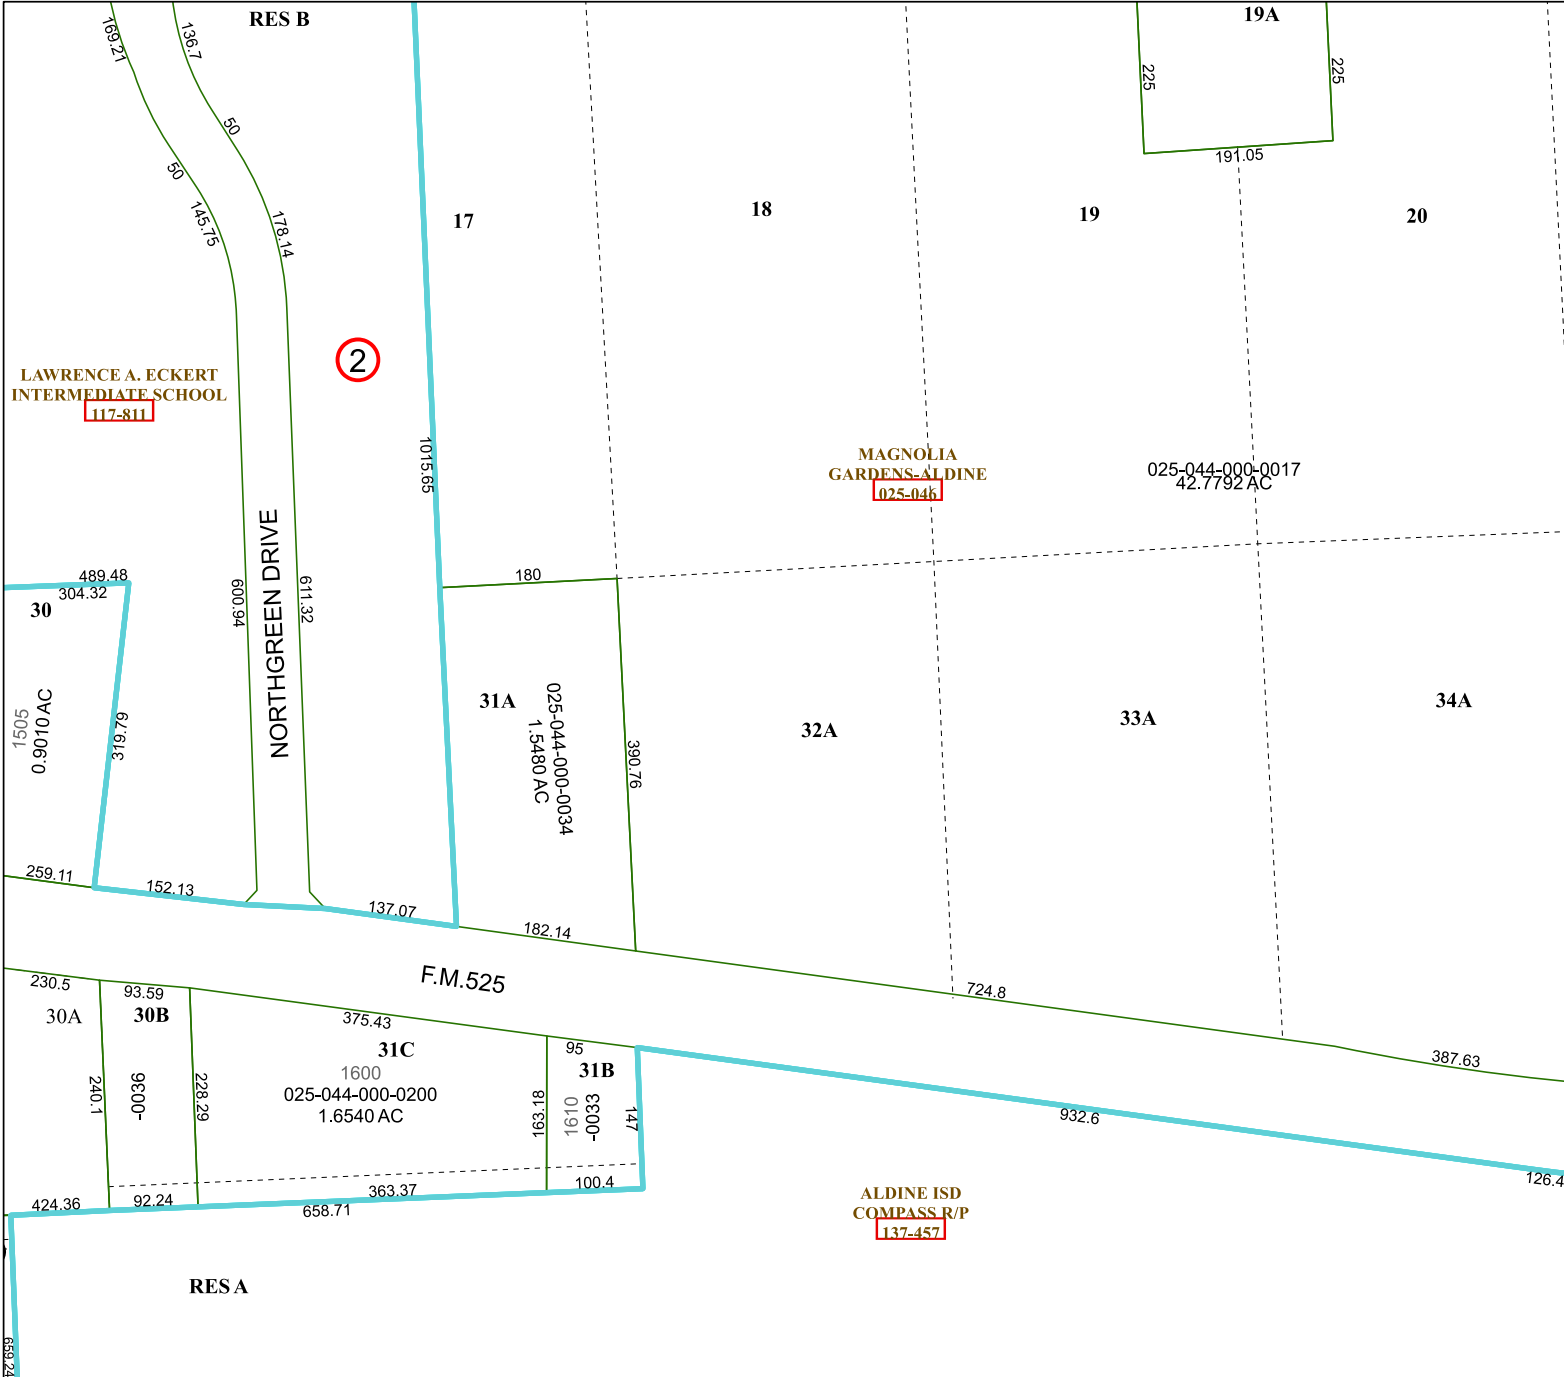 RES B
19A
169.21
136.7
225
225
50
191.05
50
145.75
178.14
17
18
19
20
2
LAWRENCE A. ECKERT
INTERMEDIATE SCHOOL
117-811
1015.65
MAGNOLIA
GARDENS-ALDINE
025-046
025-044-000-0017
42.7792 AC
489.48
304.32
30
180
600.94
NORTHGREEN DRIVE
611.32
1505
0.9010 AC
319.79
31A
025-044-000-0034
1.5480 AC
390.76
32A
33A
34A
259.11
152.13
137.07
182.14
F.M.525
724.8
230.5
93.59
375.43
95
387.63
30A
30B
31C
31B
1600
025-044-000-0200
1.6540 AC
240.1
-0036
228.29
163.18
1610
-0033
147
932.6
126.4
424.36
92.24
363.37
100.4
658.71
ALDINE ISD
COMPASS R/P
137-457
RES A
659.24